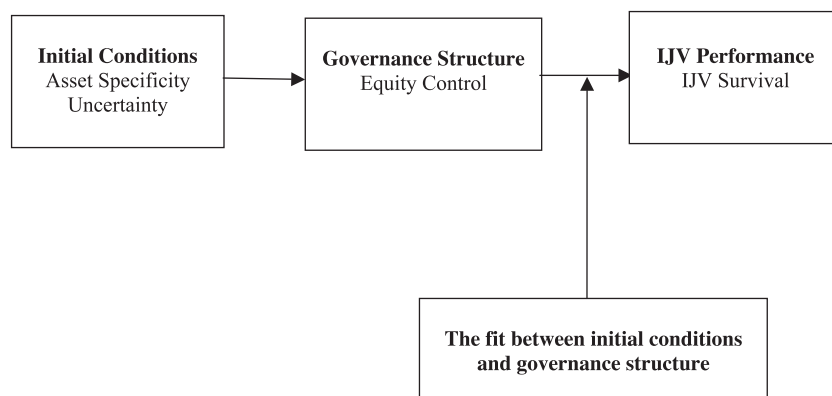 Initial Conditions
Asset Specificity
Uncertainty
Governance Structure
Equity Control
IJV Performance
IJV Survival
The fit between initial conditions
and governance structure